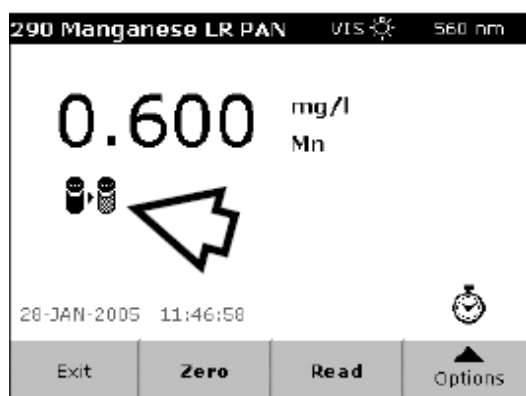 290 Manganese LR PAN VIS 560 nm
0.600 mg/l
Mn
28-JAN-2005 11:46:58
Exit Zero Read Options